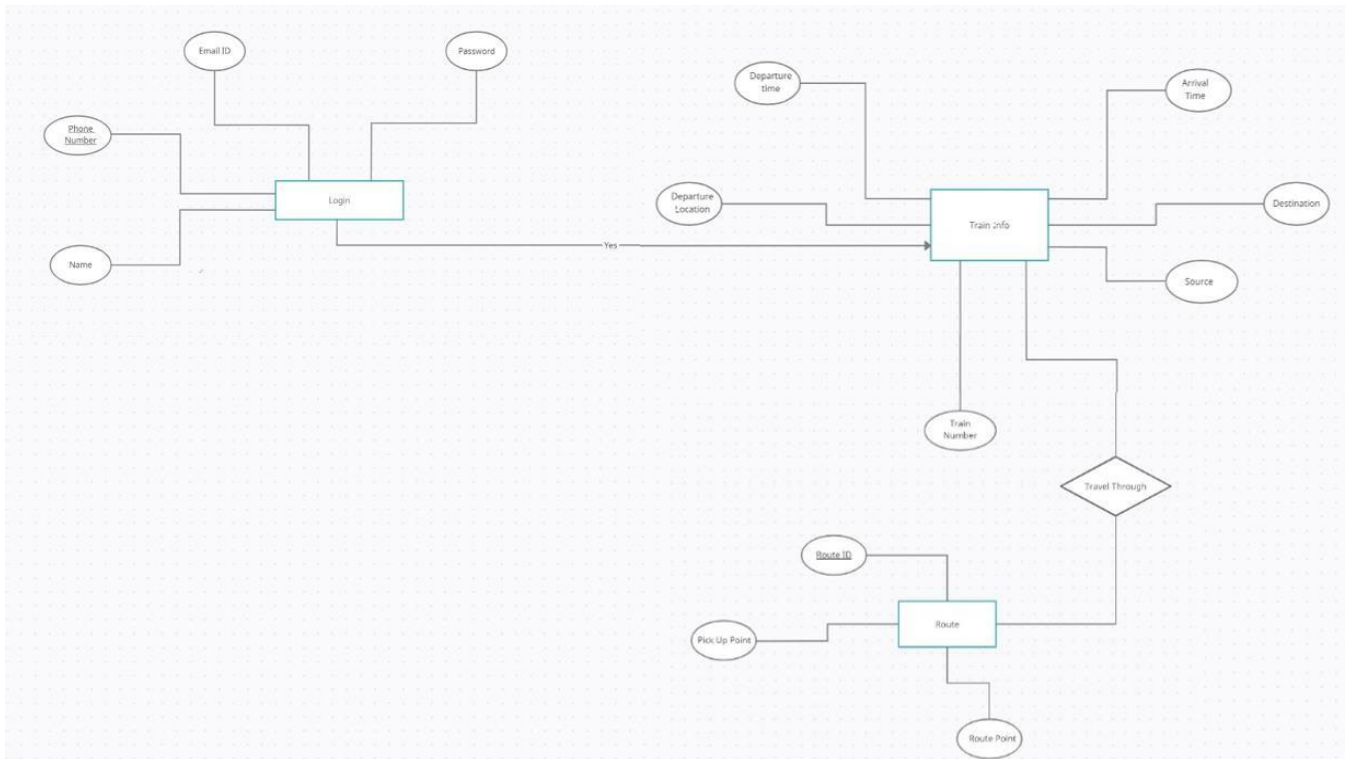 Email ID
Password
Phone
Number
Login
Name
Yes
Departure
time
Arrival
Time
Departure
Location
Train Info
Destination
Source
Train
Number
Travel Through
Route ID
Route
Pick Up Point
Route Point